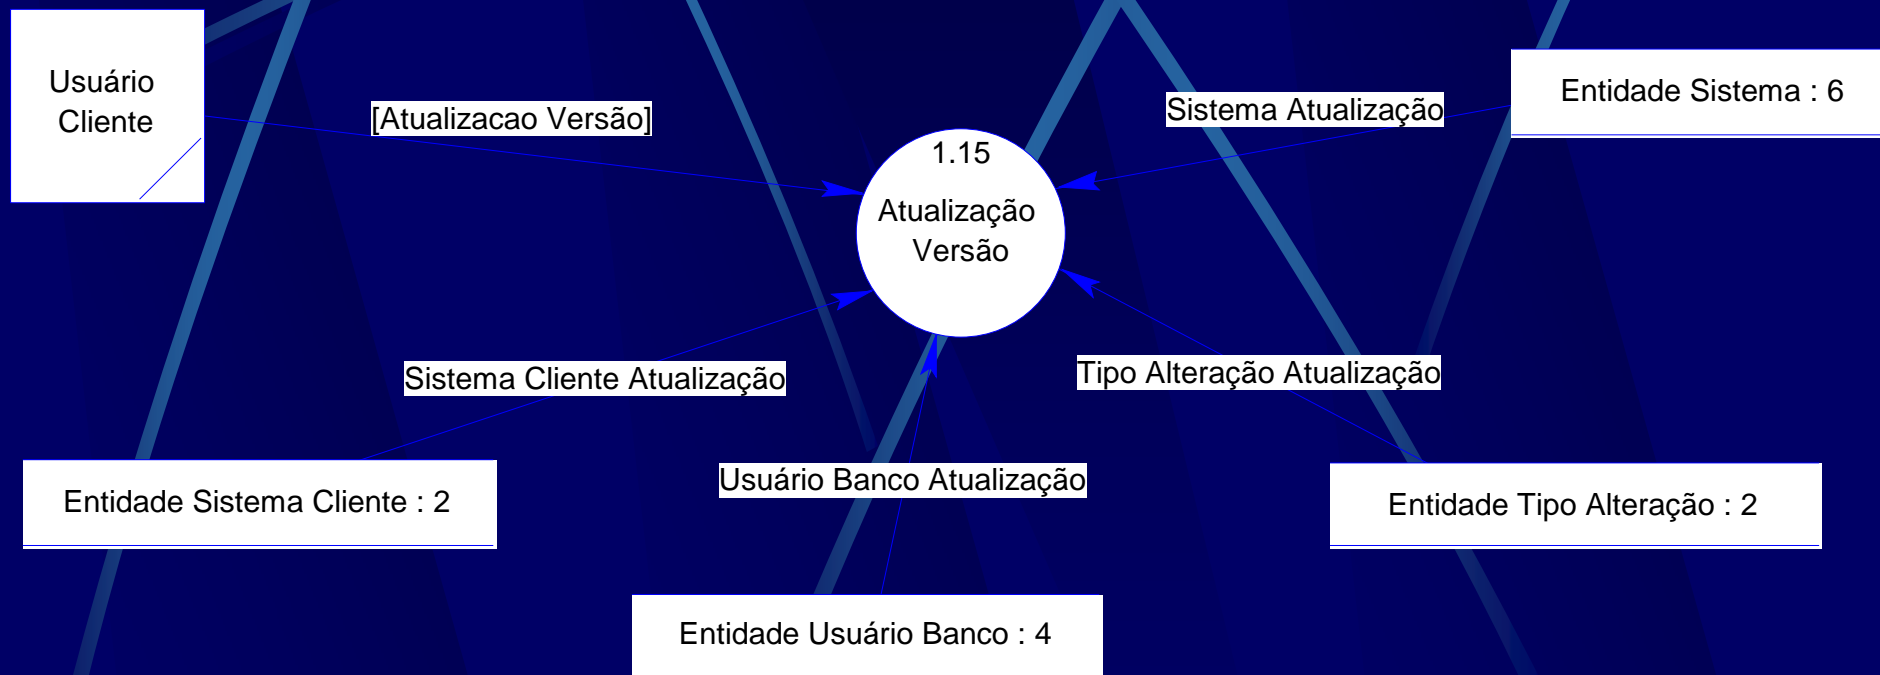 Usuário
Cliente
[Atualizacao Versão]
Sistema Atualização
Entidade Sistema : 6
1.15
Atualização
Versão
Sistema Cliente Atualização
Tipo Alteração Atualização
Usuário Banco Atualização
Entidade Sistema Cliente : 2
Entidade Tipo Alteração : 2
Entidade Usuário Banco : 4